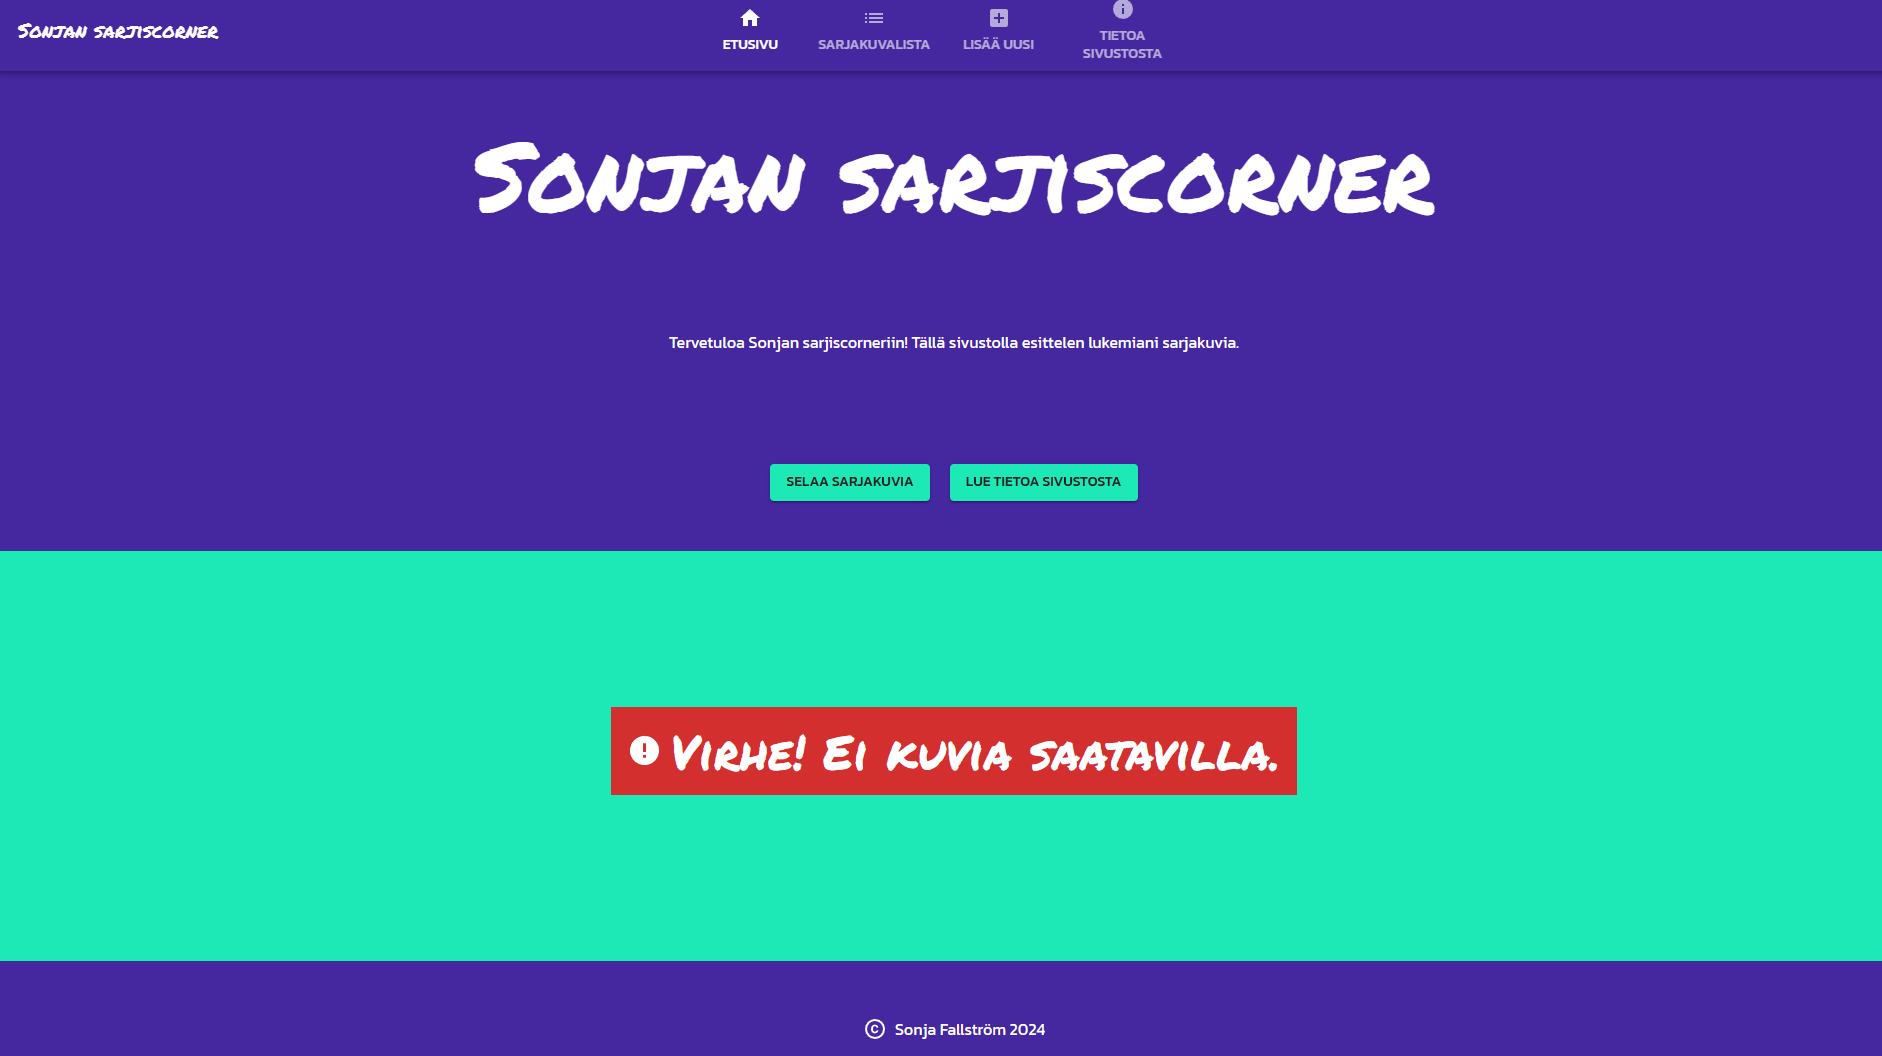 Sonjan sarjiscorner
ETUSIVU
SARJAKUVALISTA
LISÄÄ UUSI
TIETOA
SIVUSTOSTA
Sonjan sarjiscorner
Tervetuloa Sonjan sarjiscorneriin! Tällä sivustolla esittelen lukemiani sarjakuvia.
SELAA SARJAKUVIA
LUE TIETOA SIVUSTOSTA
Virhe! Ei kuvia saatavilla.
© Sonja Fallström 2024